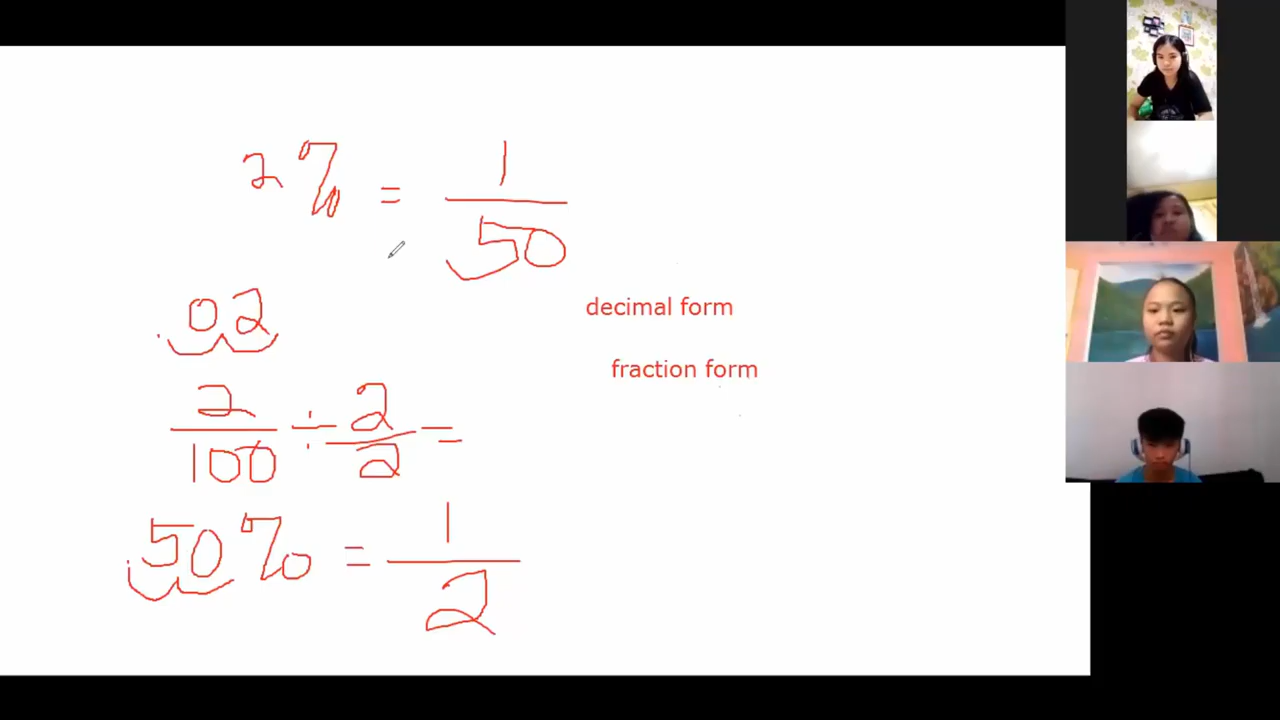 2% = 1/50
.02
decimal form
fraction form
2/100 ÷ 2/2 =
50% = 1/2